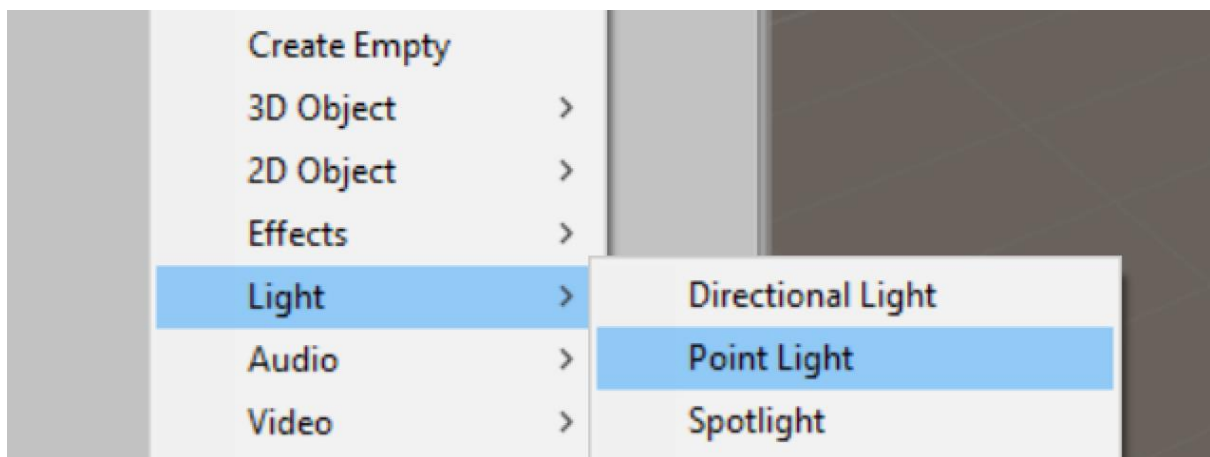 Create Empty
3D Object
2D Object
Effects
Light
Audio
Video
Directional Light
Point Light
Spotlight